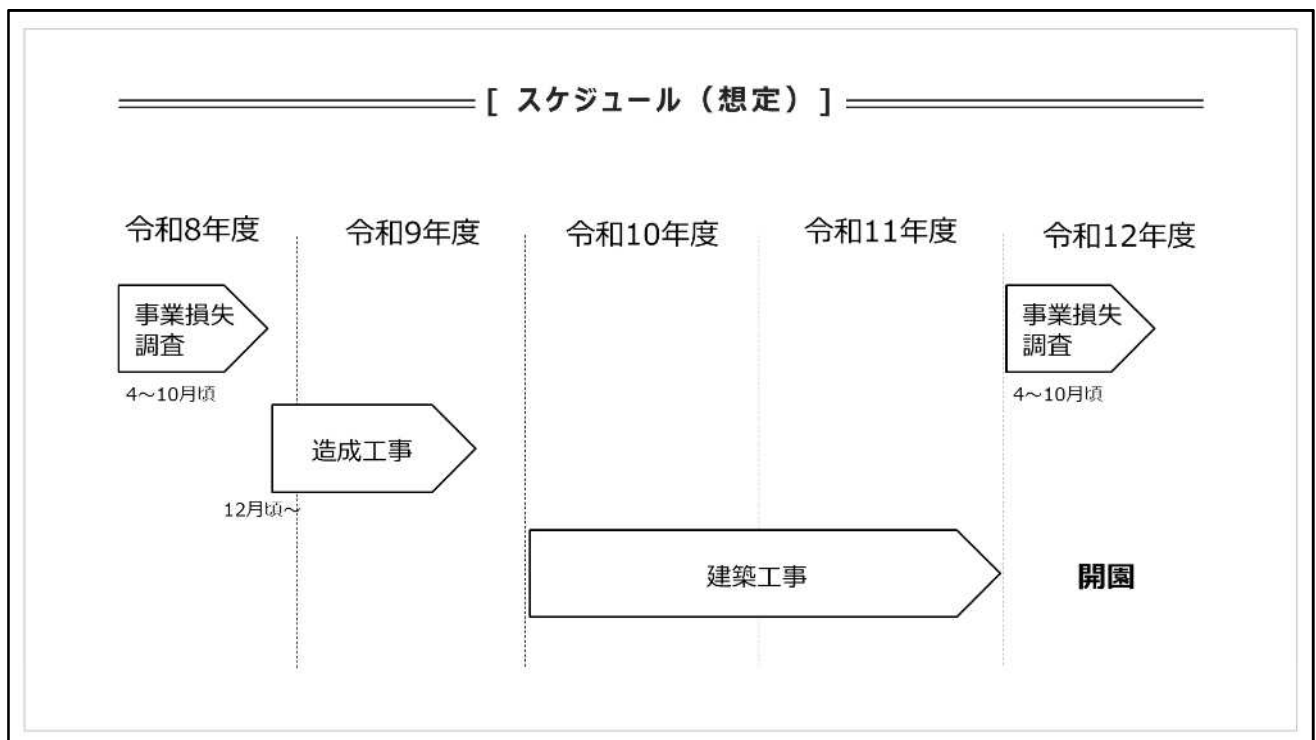 [ スケジュール（想定） ]
令和8年度
令和9年度
令和10年度
令和11年度
令和12年度
事業損失
調査
4～10月頃
事業損失
調査
4～10月頃
造成工事
12月頃～
建築工事
開園